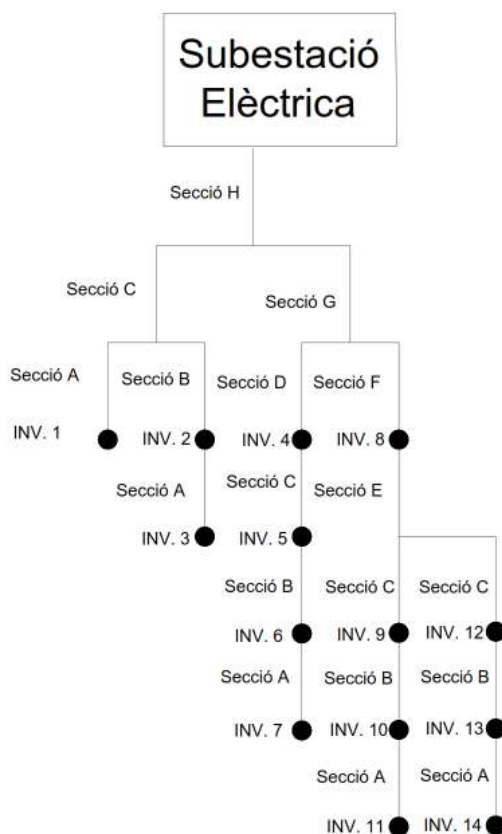 Subestació
Elèctrica
Secció H
Secció C
Secció G
Secció A
Secció B
Secció D
Secció F
INV. 1
INV. 2
INV. 4
INV. 8
Secció A
Secció C
Secció E
INV. 3
INV. 5
Secció B
Secció C
Secció C
INV. 6
INV. 9
INV. 12
Secció A
Secció B
Secció B
INV. 7
INV. 10
INV. 13
Secció A
Secció A
INV. 11
INV. 14